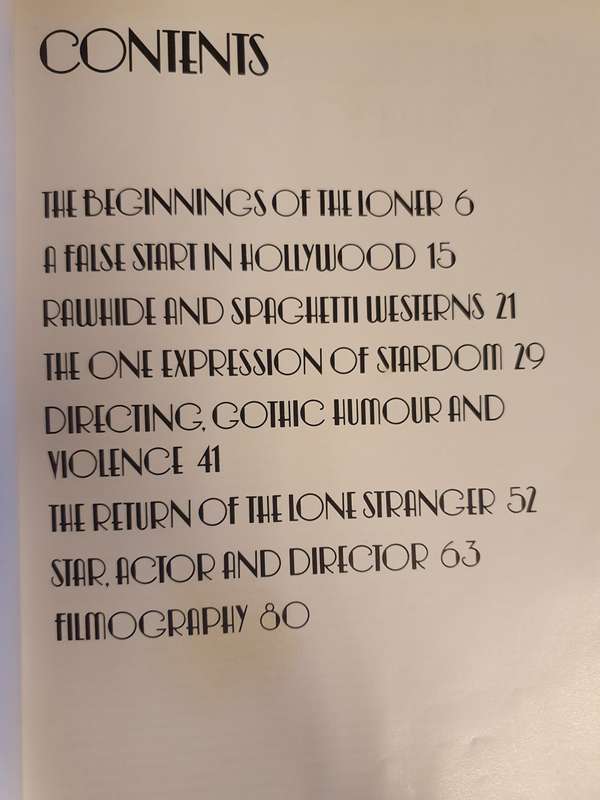 CONTENTS
THE BEGINNINGS OF THE LONER 6
A FALSE START IN HOLLYWOOD 15
RAWHIDE AND SPAGHETTI WESTERNS 21
THE ONE EXPRESSION OF STARDOM 29
DIRECTING, GOTHIC HUMOUR AND
VIOLENCE 41
THE RETURN OF THE LONE STRANGER 52
STAR, ACTOR AND DIRECTOR 63
FILMOGRAPHY 80